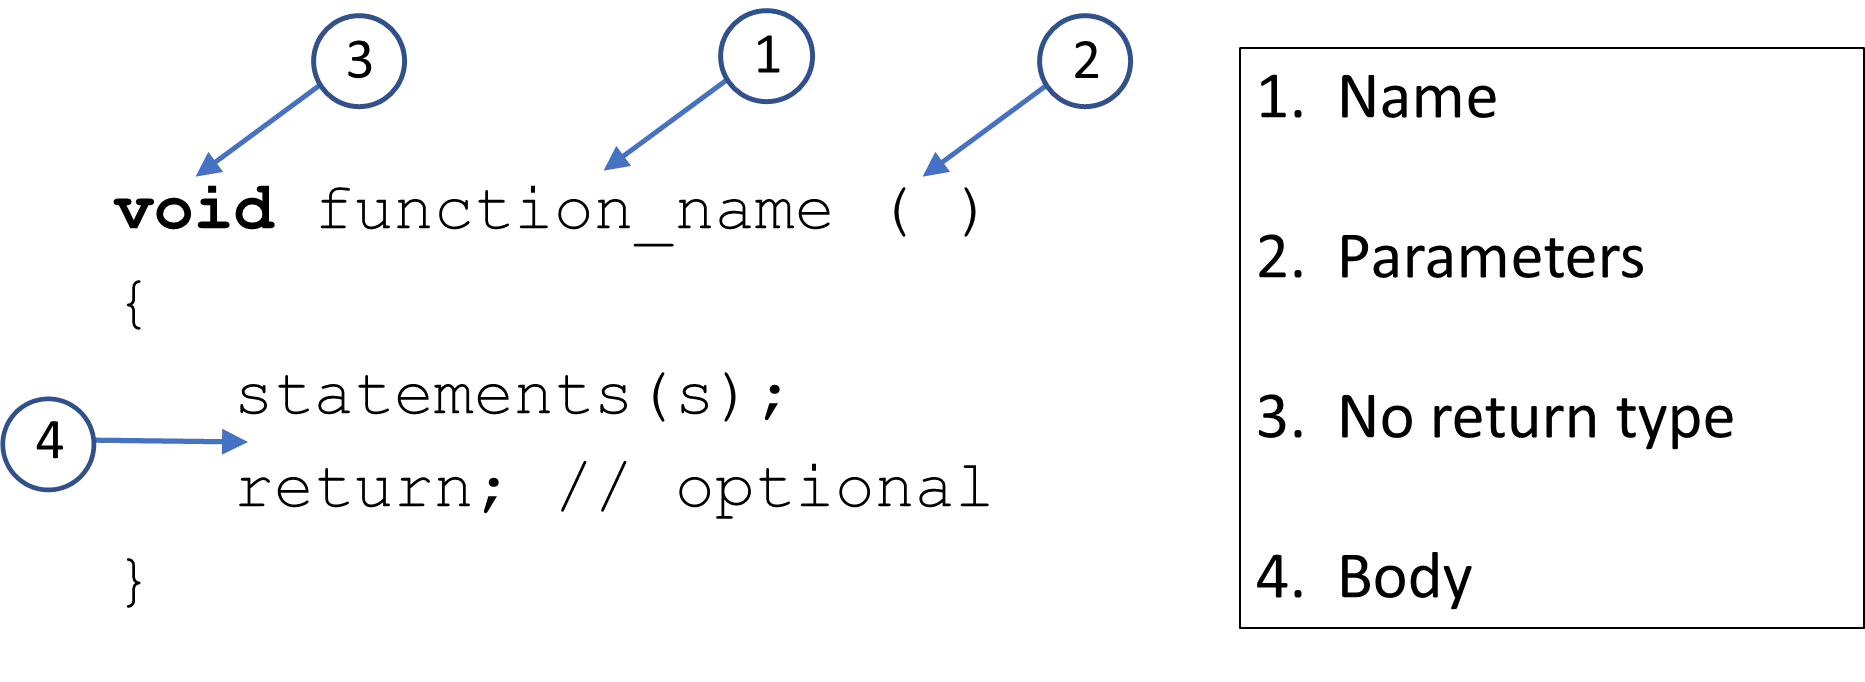 3
1
2
void function_name ( )
{
statements(s);
4
return; // optional
}
1. Name
2. Parameters
3. No return type
4. Body